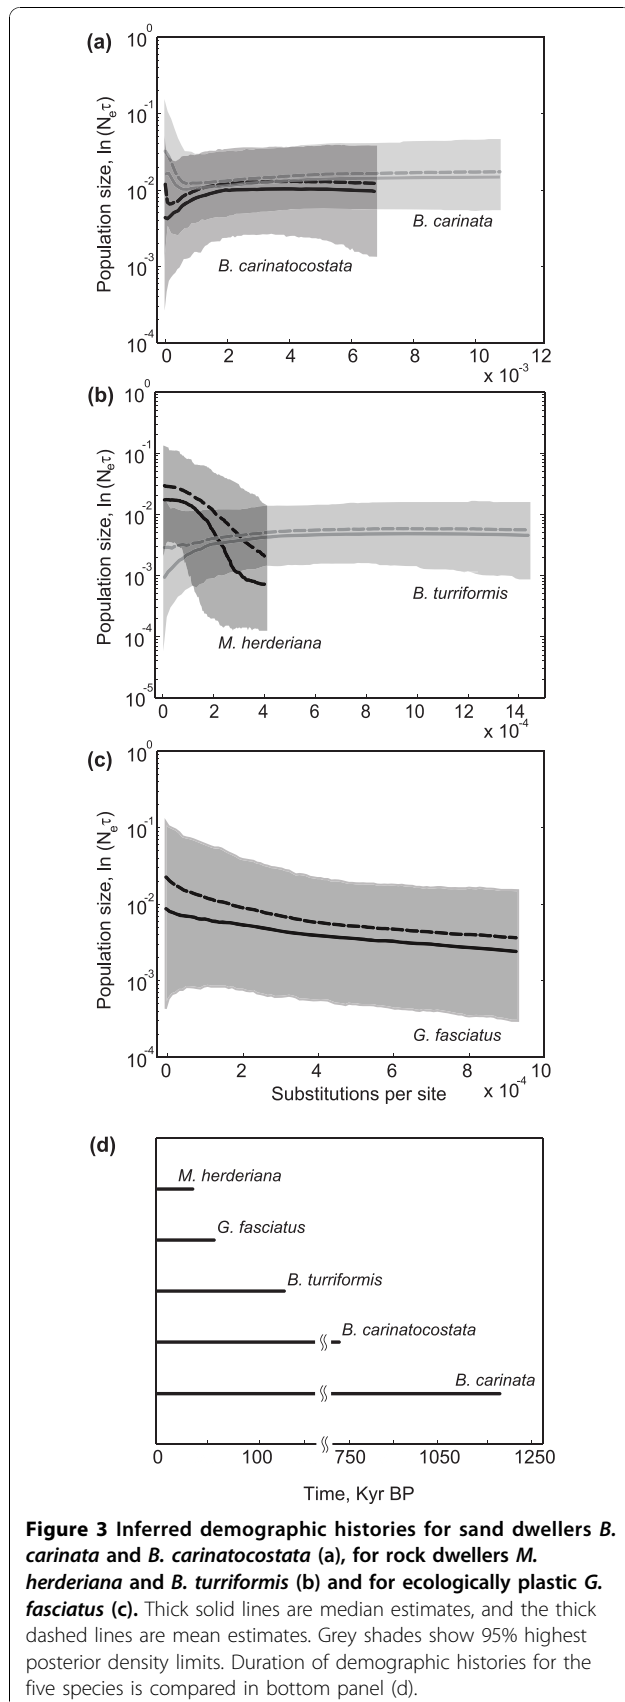 (a)
10^0
10^-1
10^-2
10^-3
10^-4
Population size, ln (N_eτ)
B. carinata
B. carinatocostata
0 2 4 6 8 10 12
x 10^-3
(b)
10^0
10^-1
10^-2
10^-3
10^-4
10^-5
Population size, ln (N_eτ)
B. turriformis
M. herderiana
0 2 4 6 8 10 12 14
x 10^-4
(c)
10^0
10^-1
10^-2
10^-3
10^-4
Population size, ln (N_eτ)
G. fasciatus
0 2 4 6 8 10
Substitutions per site x 10^-4
(d)
M. herderiana
G. fasciatus
B. turriformis
B. carinatocostata
B. carinata
0 100 750 1050 1250
Time, Kyr BP
Figure 3 Inferred demographic histories for sand dwellers B.
carinata and B. carinatocostata (a), for rock dwellers M.
herderiana and B. turriformis (b) and for ecologically plastic G.
fasciatus (c). Thick solid lines are median estimates, and the thick
dashed lines are mean estimates. Grey shades show 95% highest
posterior density limits. Duration of demographic histories for the
five species is compared in bottom panel (d).